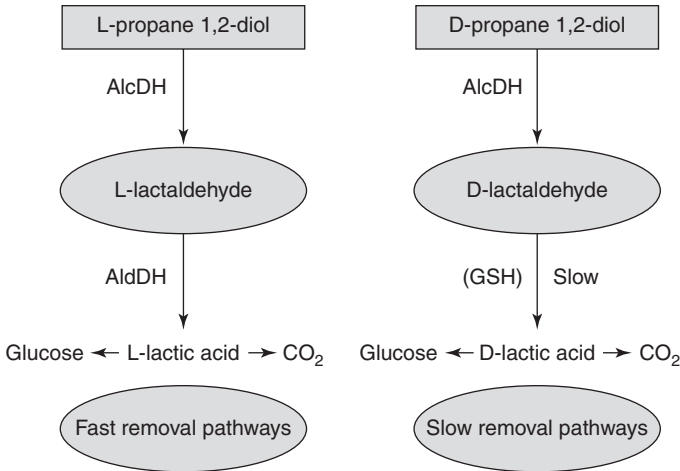 L-propane 1,2-diol
AlcDH
L-lactaldehyde
AldDH
Glucose L-lactic acid CO₂
Fast removal pathways
D-propane 1,2-diol
AlcDH
D-lactaldehyde
(GSH) Slow
Glucose D-lactic acid CO₂
Slow removal pathways